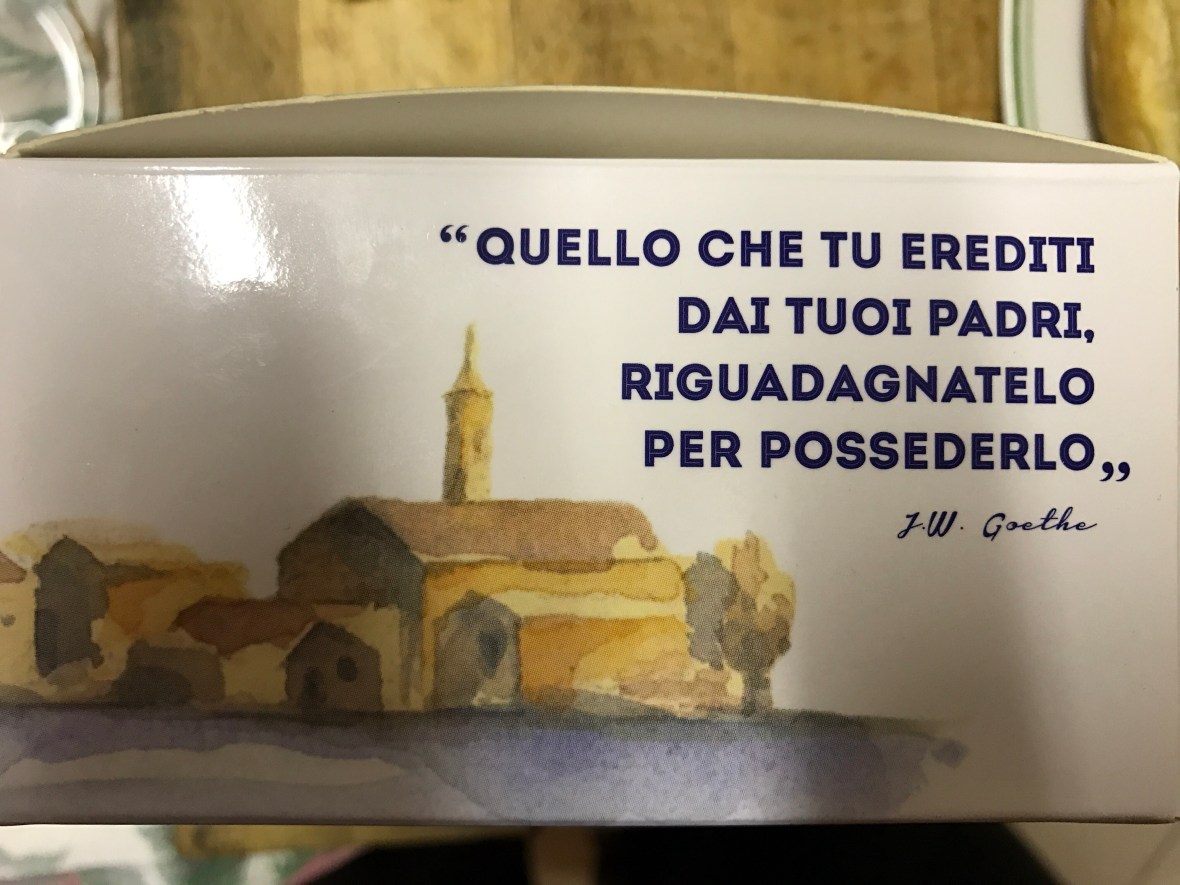 “QUELLO CHE TU EREDITI
DAI TUOI PADRI,
RIGUADAGNATELO
PER POSSEDERLO„
J.W. Goethe